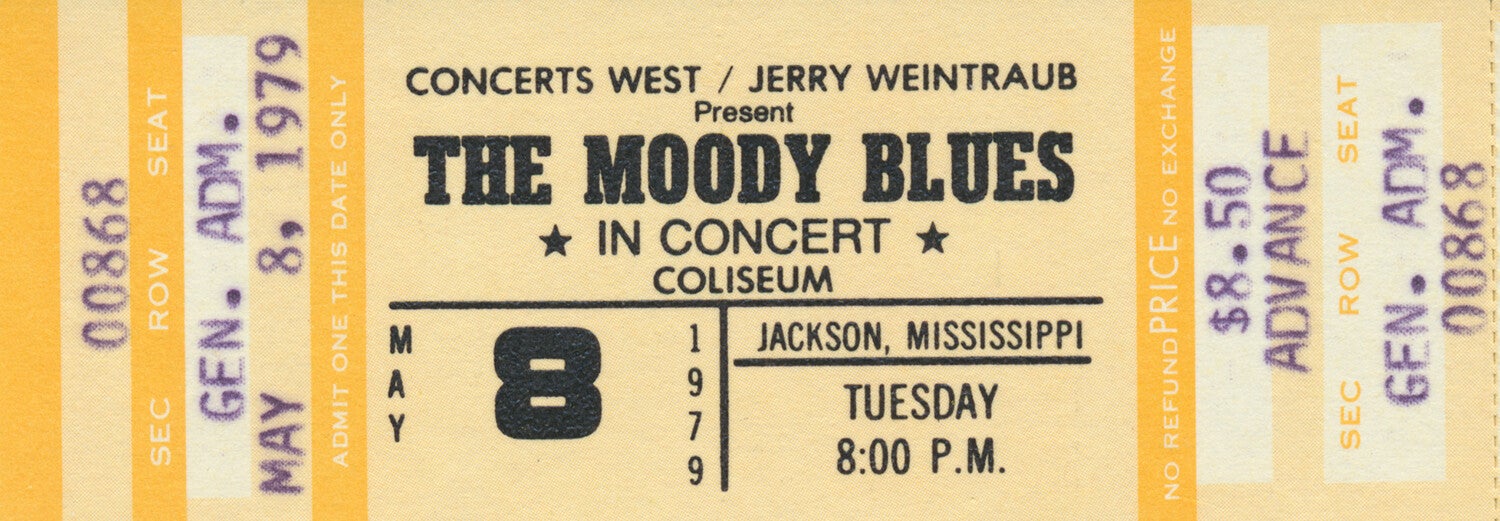 00868
SEC ROW SEAT
GEN. ADM.
MAY 8, 1979
ADMIT ONE THIS DATE ONLY
CONCERTS WEST / JERRY WEINTRAUB
Present
THE MOODY BLUES
★ IN CONCERT ★
COLISEUM
MAY
8
1979
JACKSON, MISSISSIPPI
TUESDAY
8:00 P.M.
NO REFUND PRICE NO EXCHANGE
$8.50
ADVANCE
SEC ROW SEAT
GEN. ADM.
00868